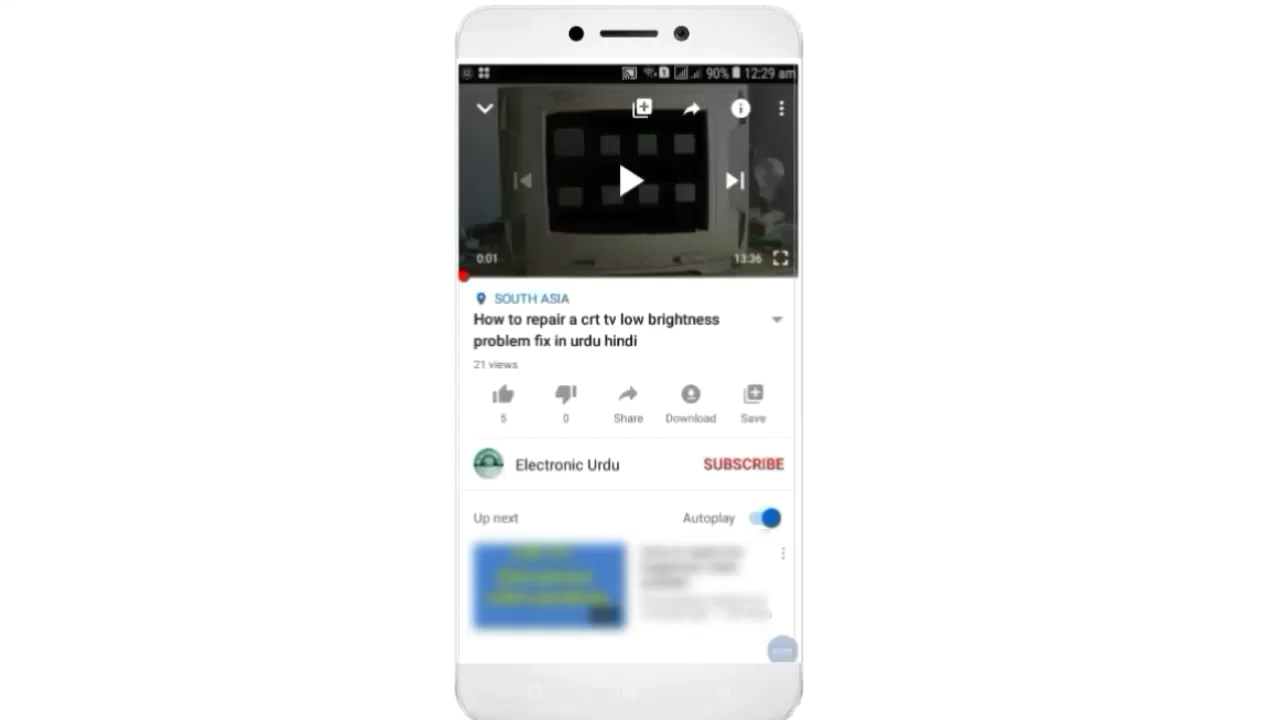 90% 12:29 am
0:01
13:36
SOUTH ASIA
How to repair a crt tv low brightness
problem fix in urdu hindi
21 views
5
0
Share
Download
Save
Electronic Urdu
SUBSCRIBE
Up next
Autoplay